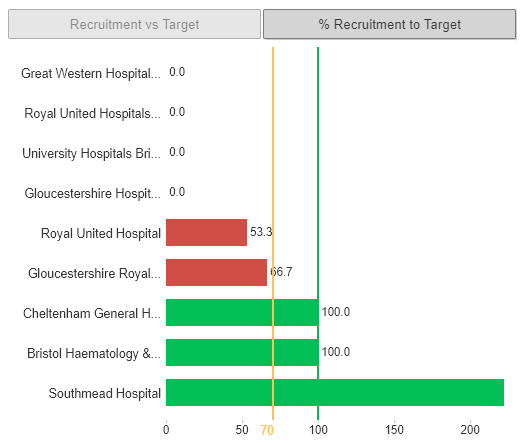 Recruitment vs Target
% Recruitment to Target
Great Western Hospital... 0.0
Royal United Hospitals... 0.0
University Hospitals Bri... 0.0
Gloucestershire Hospit... 0.0
Royal United Hospital 53.3
Gloucestershire Royal... 66.7
Cheltenham General H... 100.0
Bristol Haematology &... 100.0
Southmead Hospital
0 50 70 100 150 200